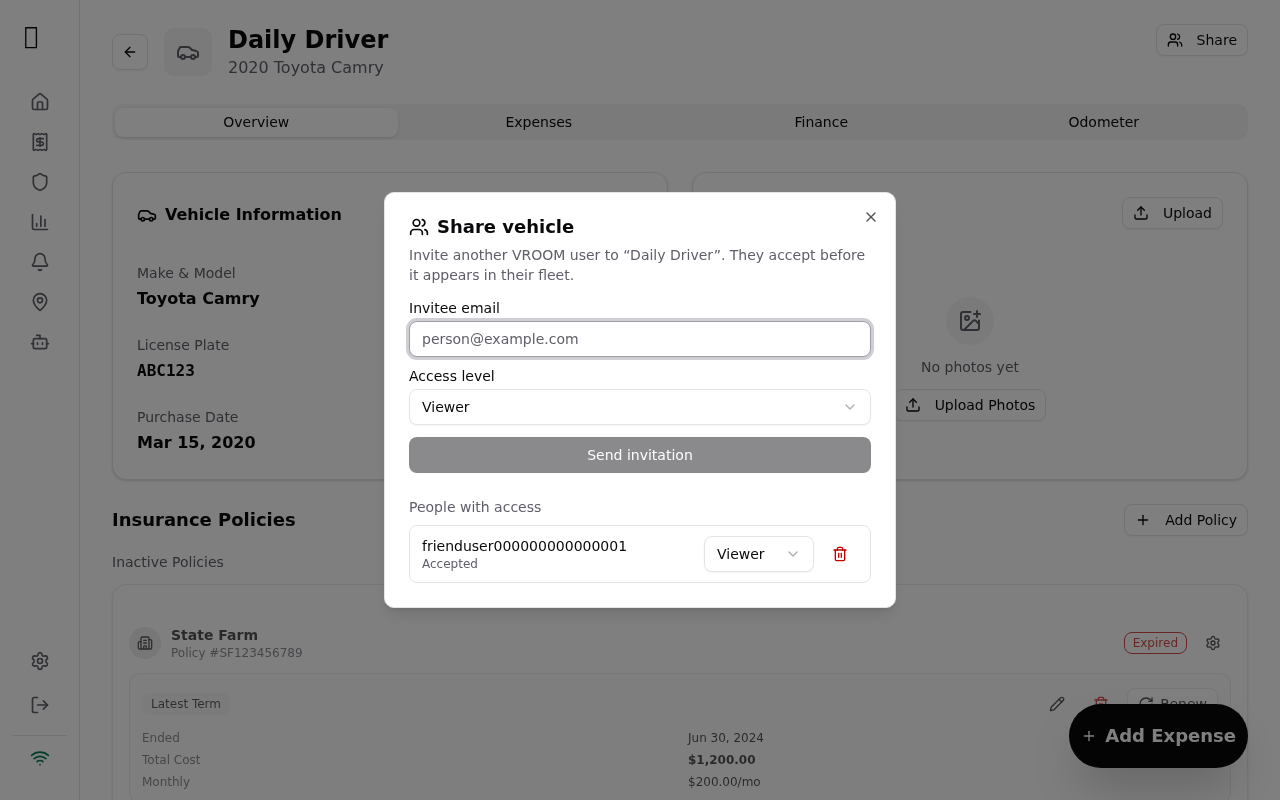 Daily Driver
2020 Toyota Camry
Share
Overview
Expenses
Finance
Odometer
Vehicle Information
Upload
Make & Model
Toyota Camry
License Plate
ABC123
Purchase Date
Mar 15, 2020
No photos yet
Upload Photos
Share vehicle
Invite another VROOM user to “Daily Driver”. They accept before
it appears in their fleet.
Invitee email
person@example.com
Access level
Viewer
Send invitation
People with access
frienduser000000000000001
Accepted
Viewer
Insurance Policies
Add Policy
Inactive Policies
State Farm
Policy #SF123456789
Expired
Latest Term
Renew
Ended
Jun 30, 2024
Total Cost
$1,200.00
Monthly
$200.00/mo
Add Expense